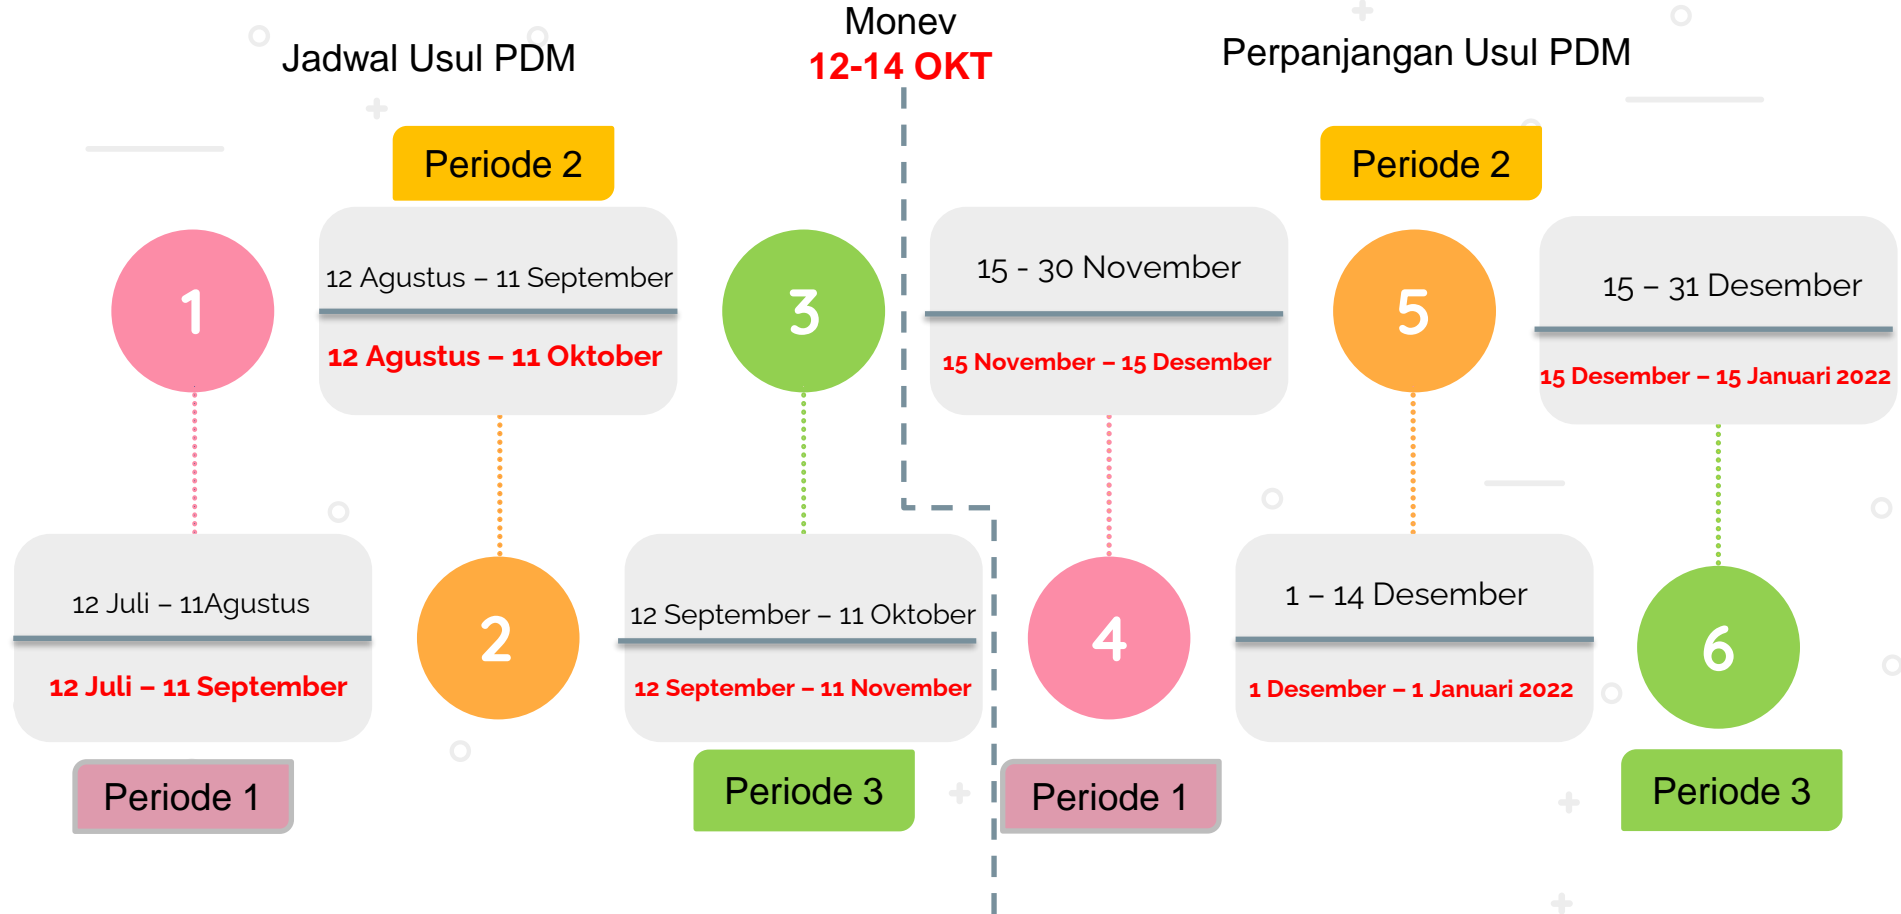 Jadwal Usul PDM
Monev
12-14 OKT
Perpanjangan Usul PDM
1
12 Juli – 11Agustus
12 Juli – 11 September
Periode 1
Periode 2
12 Agustus – 11 September
12 Agustus – 11 Oktober
2
3
12 September – 11 Oktober
12 September – 11 November
Periode 3
15 - 30 November
15 November – 15 Desember
4
Periode 1
Periode 2
5
1 – 14 Desember
1 Desember – 1 Januari 2022
15 – 31 Desember
15 Desember – 15 Januari 2022
6
Periode 3